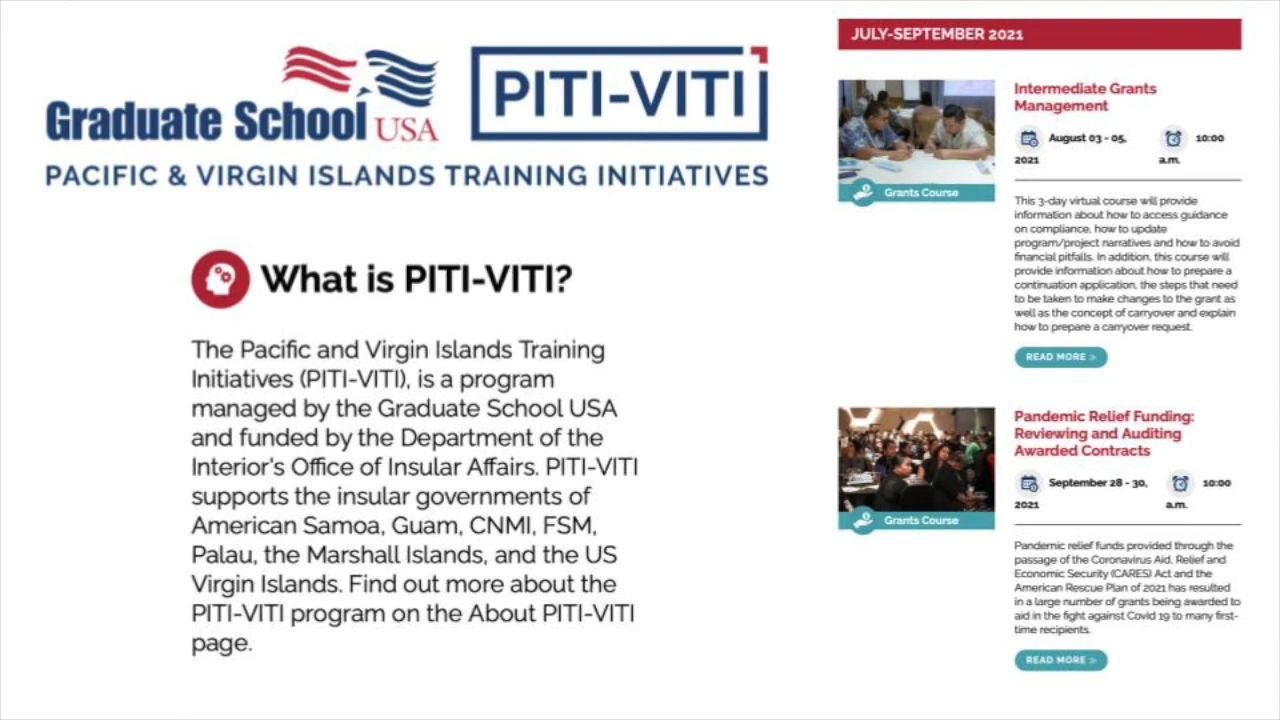 Graduate School USA
PITI-VITI
PACIFIC & VIRGIN ISLANDS TRAINING INITIATIVES
What is PITI-VITI?
The Pacific and Virgin Islands Training
Initiatives (PITI-VITI), is a program
managed by the Graduate School USA
and funded by the Department of the
Interior's Office of Insular Affairs. PITI-VITI
supports the insular governments of
American Samoa, Guam, CNMI, FSM,
Palau, the Marshall Islands, and the US
Virgin Islands. Find out more about the
PITI-VITI program on the About PITI-VITI
page.
JULY-SEPTEMBER 2021
Grants Course
Intermediate Grants
Management
August 03 - 05,
2021
10:00
a.m.
This 3-day virtual course will provide
information about how to access guidance
on compliance, how to update
program/project narratives and how to avoid
financial pitfalls. In addition, this course will
provide information about how to prepare a
continuation application, the steps that need
to be taken to make changes to the grant as
well as the concept of carryover and explain
how to prepare a carryover request.
READ MORE »
Grants Course
Pandemic Relief Funding:
Reviewing and Auditing
Awarded Contracts
September 28 - 30,
2021
10:00
a.m.
Pandemic relief funds provided through the
passage of the Coronavirus Aid, Relief and
Economic Security (CARES) Act and the
American Rescue Plan of 2021 has resulted
in a large number of grants being awarded to
aid in the fight against Covid 19 to many first-
time recipients.
READ MORE »